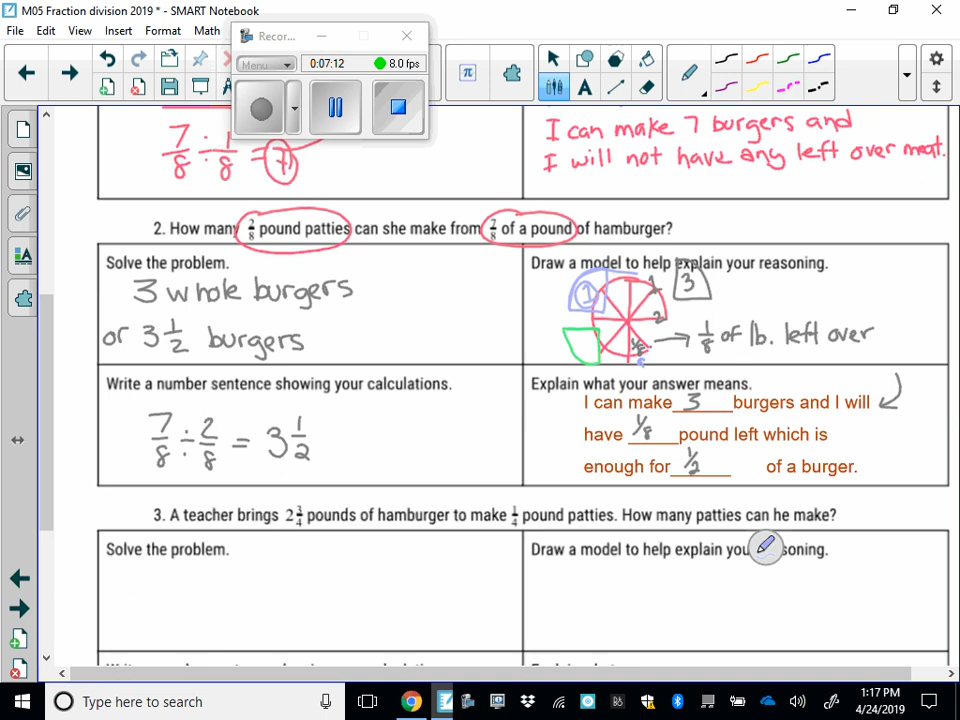 M05 Fraction division 2019 * - SMART Notebook
File Edit View Insert Format Math
Recor...
Menu 0:07:12 8.0 fps
7/8 ÷ 1/8 = 7
I can make 7 burgers and
I will not have any left over meat.
2. How many 2/8 pound patties can she make from 7/8 of a pound of hamburger?
Solve the problem.
3 whole burgers
or 3 1/2 burgers
Draw a model to help explain your reasoning.
1 1 3
2
1/8 → 1/8 of lb. left over
Write a number sentence showing your calculations.
7/8 ÷ 2/8 = 3 1/2
Explain what your answer means.
I can make 3 burgers and I will
have 1/8 pound left which is
enough for 1/2 of a burger.
3. A teacher brings 2 3/4 pounds of hamburger to make 1/4 pound patties. How many patties can he make?
Solve the problem.
Draw a model to help explain you soning.
Type here to search
1:17 PM
4/24/2019